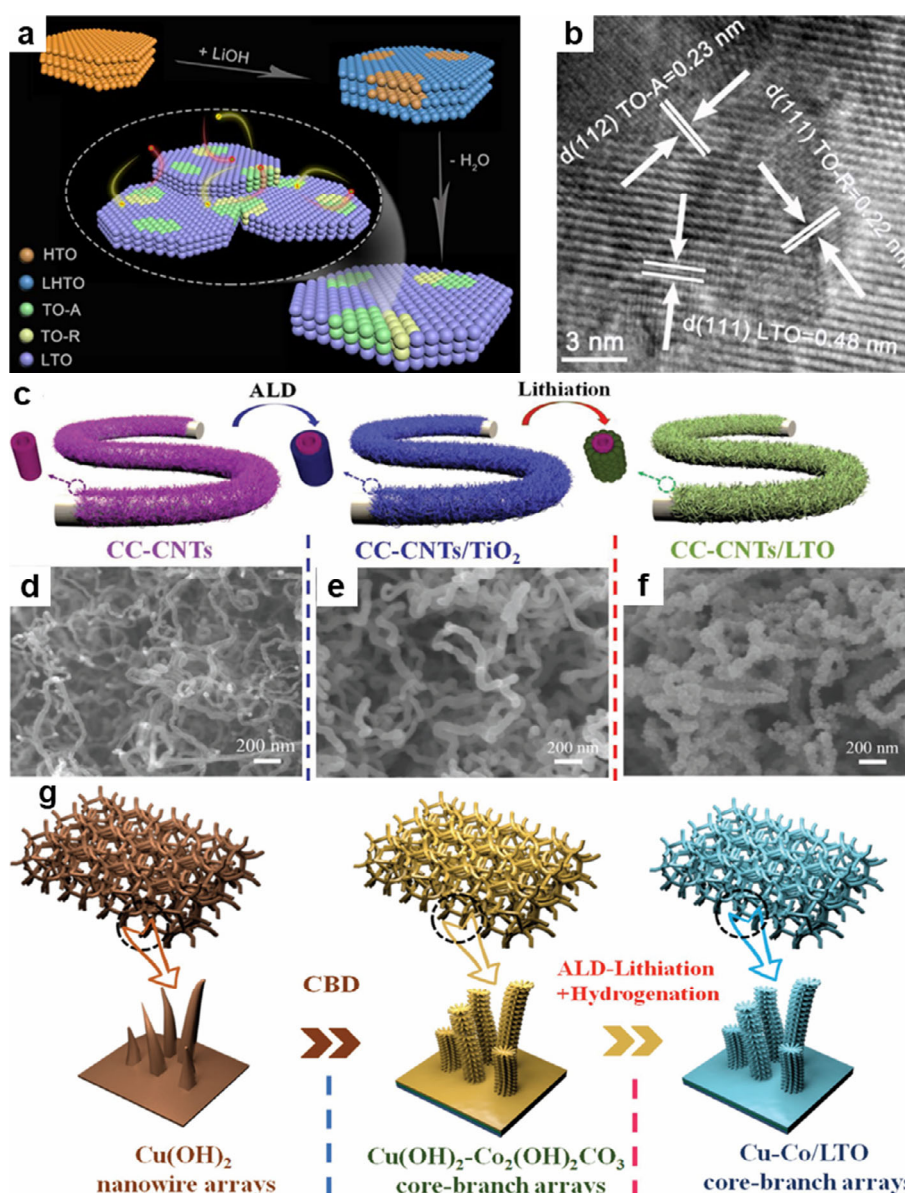 a
+ LiOH
- H₂O
HTO
LHTO
TO-A
TO-R
LTO
b
d(112) TO-A=0.23 nm
d(111) TO-R=0.22 nm
d(111) LTO=0.48 nm
3 nm
c
ALD
Lithiation
CC-CNTs
CC-CNTs/TiO₂
CC-CNTs/LTO
d
200 nm
e
200 nm
f
200 nm
g
CBD
ALD-Lithiation
+Hydrogenation
Cu(OH)₂
nanowire arrays
Cu(OH)₂-Co₂(OH)₂CO₃
core-branch arrays
Cu-Co/LTO
core-branch arrays